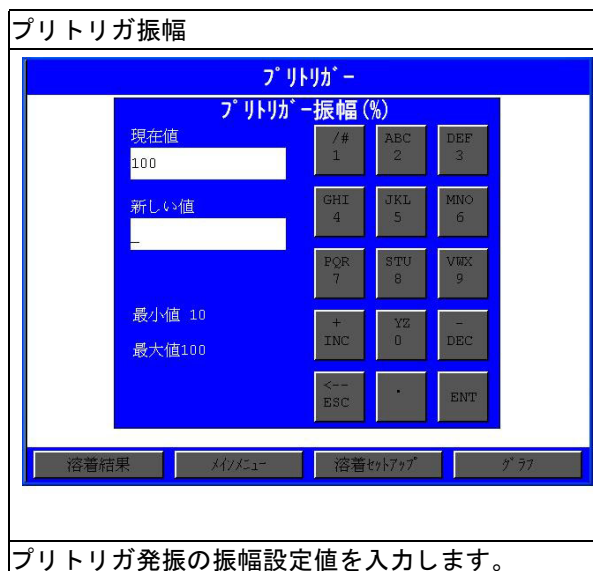 プリトリガ振幅
プリトリガー
プリトリガー振幅(%)
現在値
100
新しい値
_
最小値 10
最大値100
/#
1
ABC
2
DEF
3
GHI
4
JKL
5
MNO
6
PQR
7
STU
8
VWX
9
+
INC
YZ
0
-
DEC
<--
ESC
.
ENT
溶着結果
メインメニュー
溶着セットアップ
グラフ
プリトリガ発振の振幅設定値を入力します。